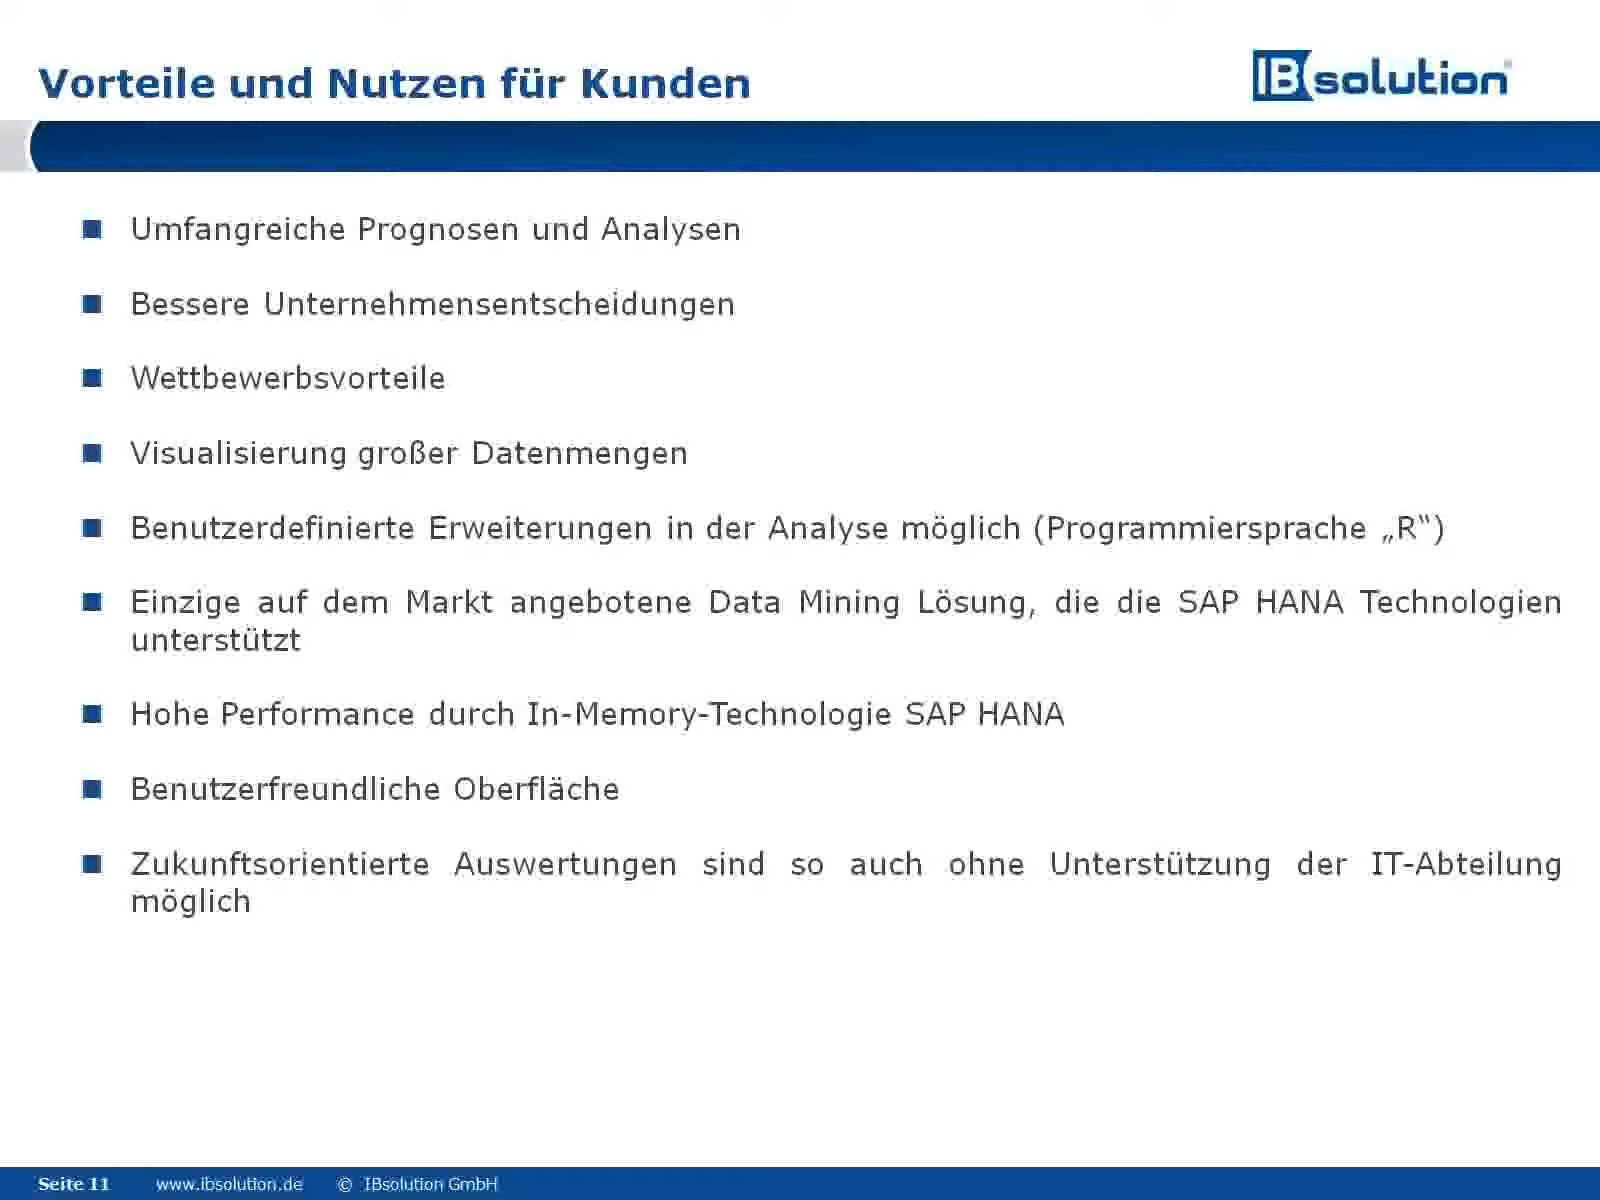 Vorteile und Nutzen für Kunden
IBsolution®
Umfangreiche Prognosen und Analysen
Bessere Unternehmensentscheidungen
Wettbewerbsvorteile
Visualisierung großer Datenmengen
Benutzerdefinierte Erweiterungen in der Analyse möglich (Programmiersprache „R“)
Einzige auf dem Markt angebotene Data Mining Lösung, die die SAP HANA Technologien
unterstützt
Hohe Performance durch In-Memory-Technologie SAP HANA
Benutzerfreundliche Oberfläche
Zukunftsorientierte Auswertungen sind so auch ohne Unterstützung der IT-Abteilung
möglich
Seite 11 www.ibsolution.de © IBsolution GmbH